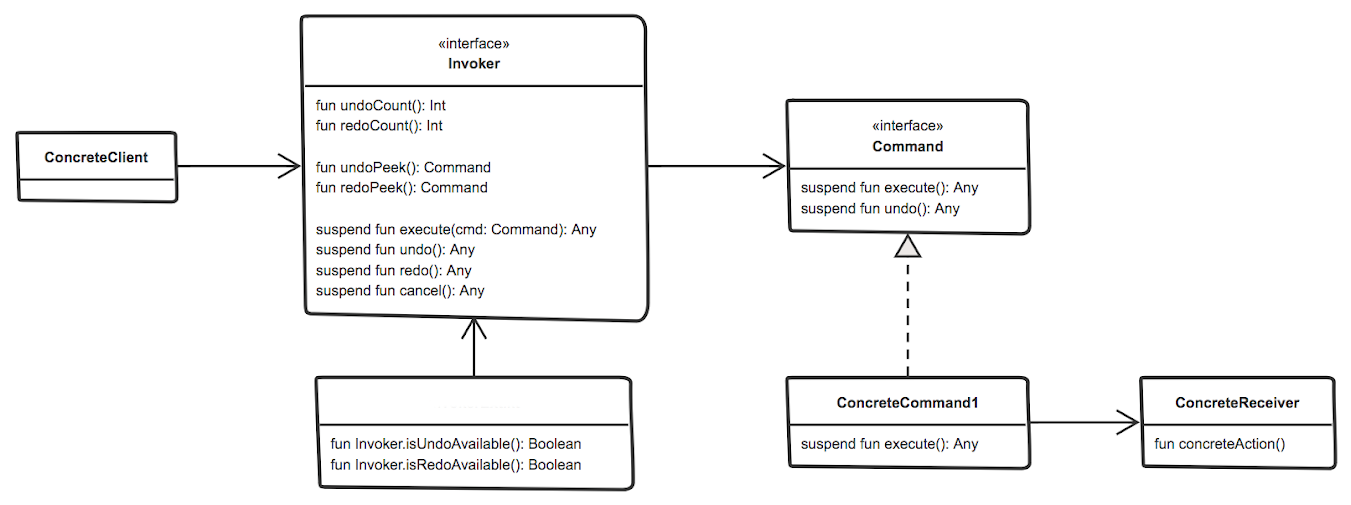 ConcreteClient
«interface»
Invoker
fun undoCount(): Int
fun redoCount(): Int
fun undoPeek(): Command
fun redoPeek(): Command
suspend fun execute(cmd: Command): Any
suspend fun undo(): Any
suspend fun redo(): Any
suspend fun cancel(): Any
«interface»
Command
suspend fun execute(): Any
suspend fun undo(): Any
fun Invoker.isUndoAvailable(): Boolean
fun Invoker.isRedoAvailable(): Boolean
ConcreteCommand1
suspend fun execute(): Any
ConcreteReceiver
fun concreteAction()